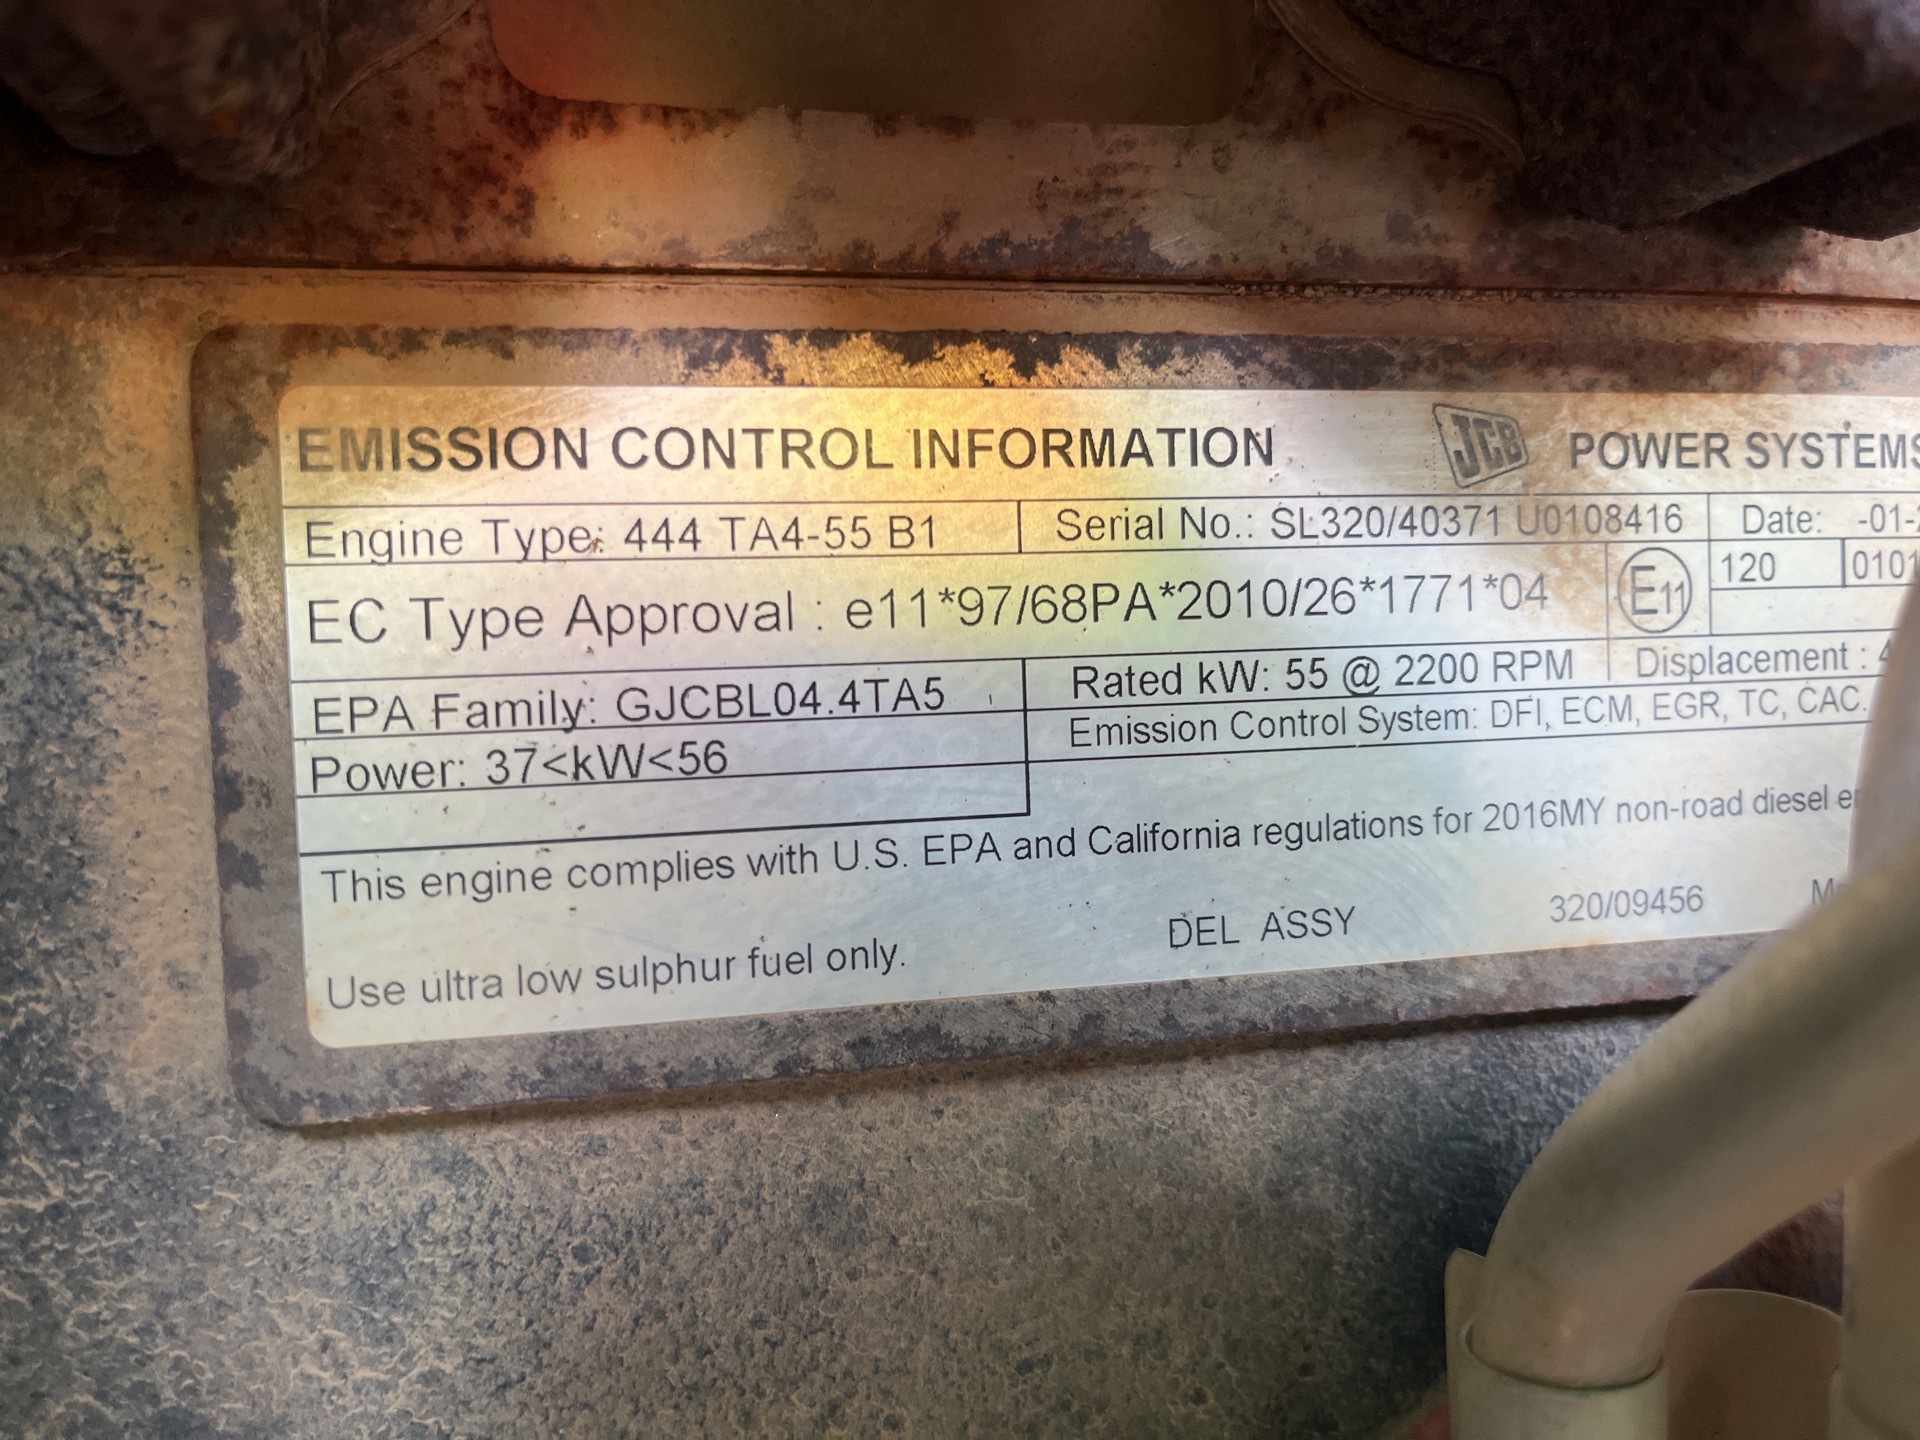 EMISSION CONTROL INFORMATION JCB POWER SYSTEMS
Engine Type: 444 TA4-55 B1 Serial No.: SL320/40371 U0108416 Date: -01-
EC Type Approval : e11*97/68PA*2010/26*1771*04 E11 120 0101
EPA Family: GJCBL04.4TA5 Rated kW: 55 @ 2200 RPM Displacement : 4
Power: 37<kW<56 Emission Control System: DFI, ECM, EGR, TC, CAC.
This engine complies with U.S. EPA and California regulations for 2016MY non-road diesel
Use ultra low sulphur fuel only. DEL ASSY 320/09456